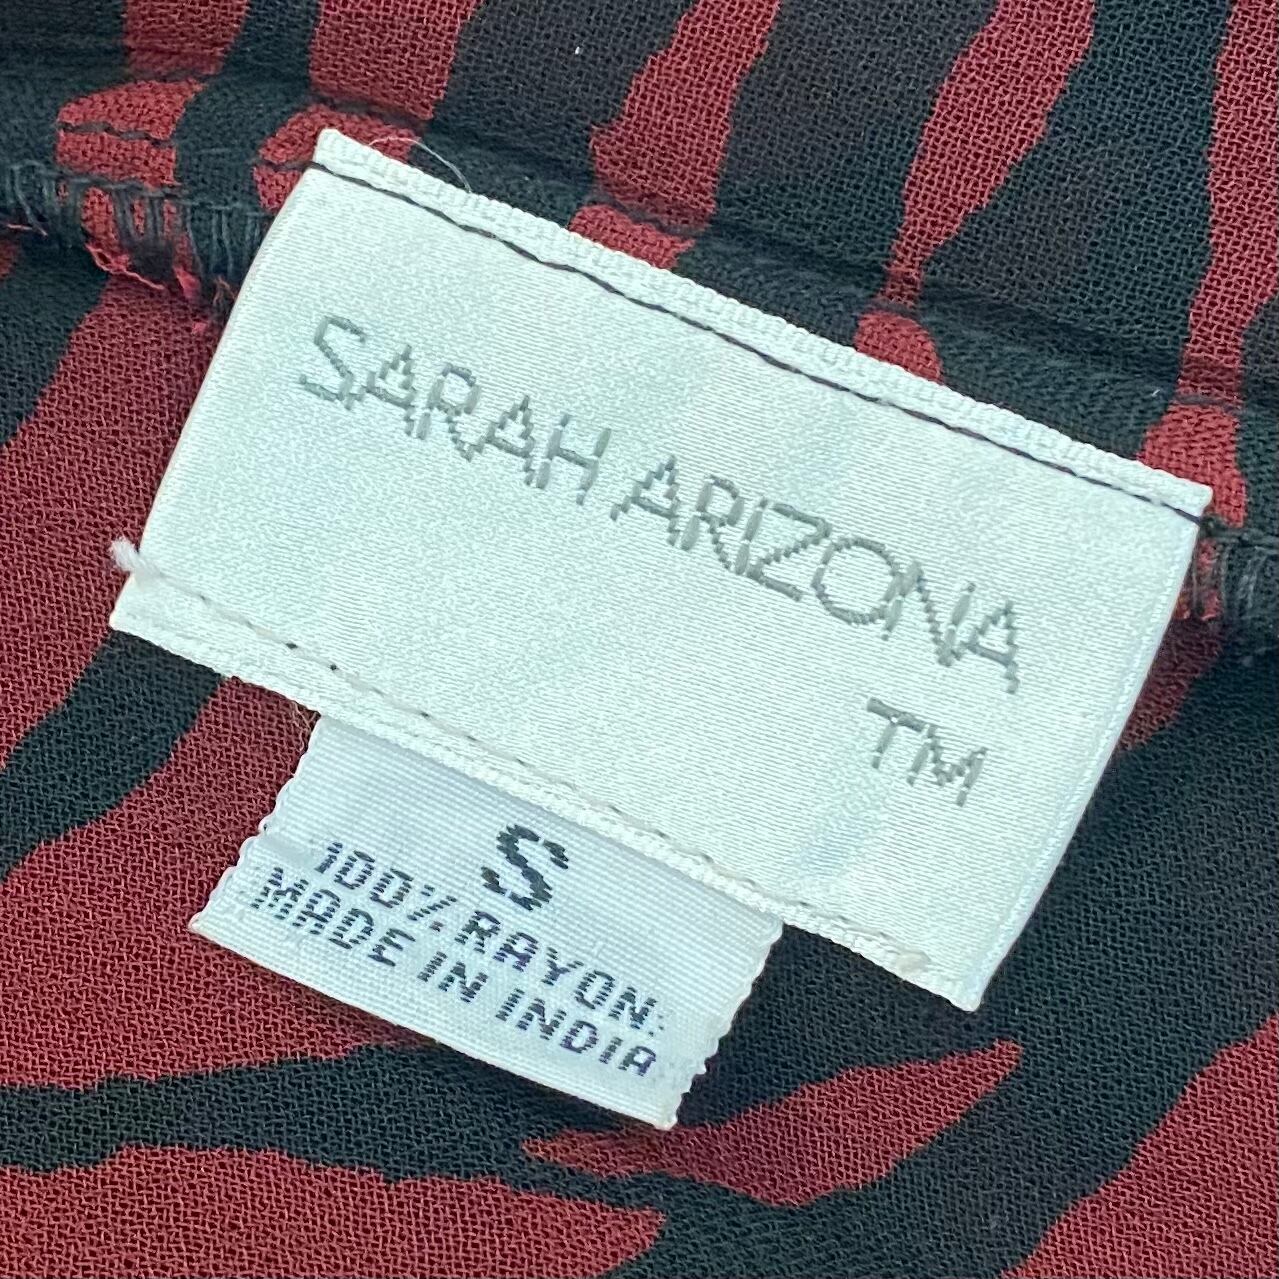 SARAH ARIZONA
TM
S
100% RAYON
MADE IN INDIA